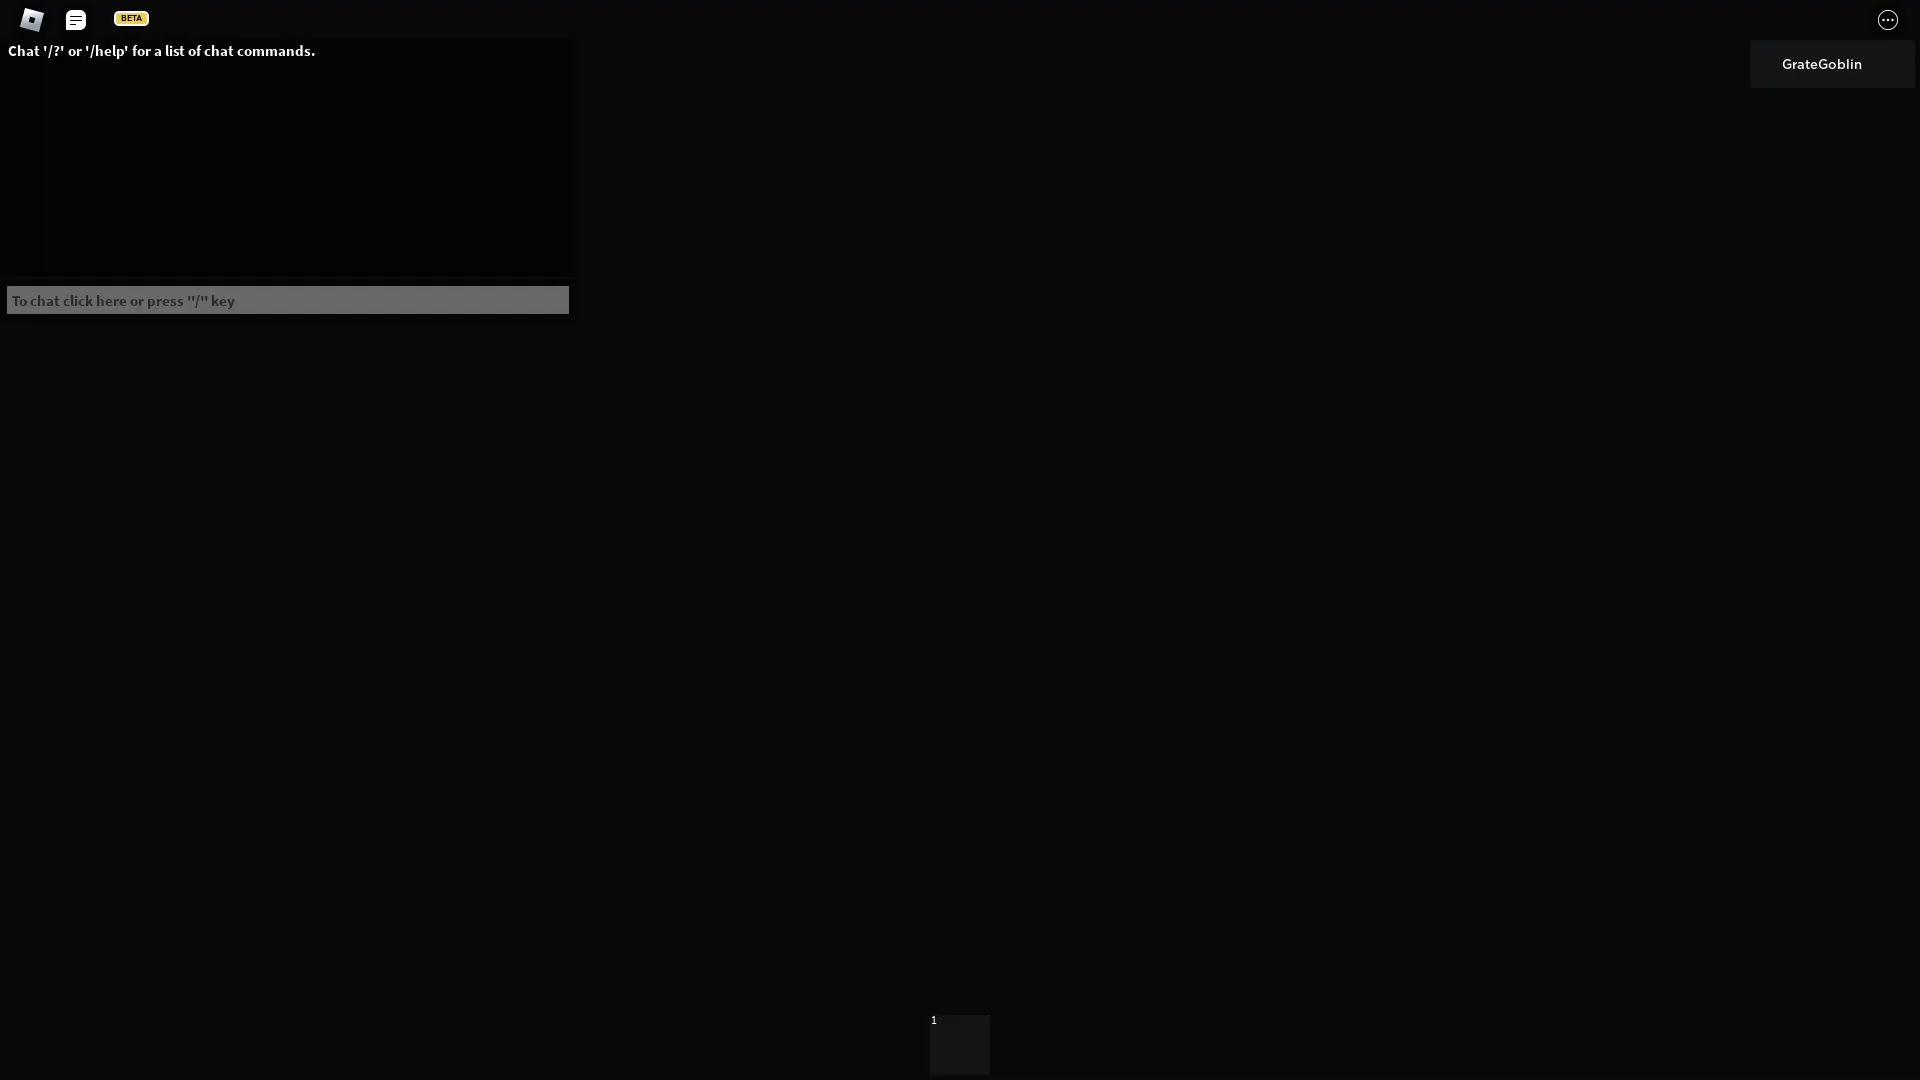 BETA
Chat '/?' or '/help' for a list of chat commands.
GrateGoblin
To chat click here or press "/" key
1